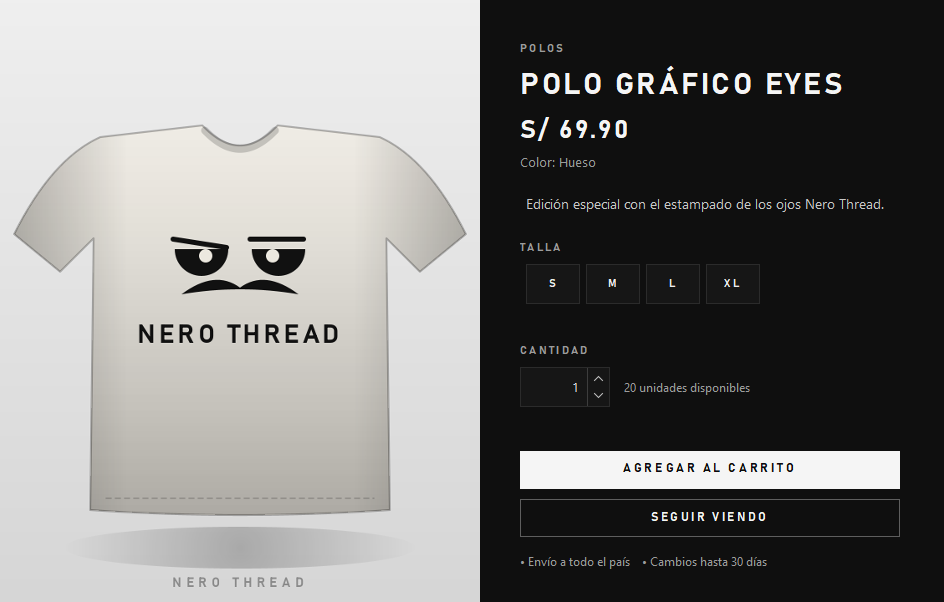 NERO THREAD
NERO THREAD
POLOS
POLO GRÁFICO EYES
S/ 69.90
Color: Hueso
Edición especial con el estampado de los ojos Nero Thread.
TALLA
S M L XL
CANTIDAD
1 20 unidades disponibles
AGREGAR AL CARRITO
SEGUIR VIENDO
• Envío a todo el país • Cambios hasta 30 días